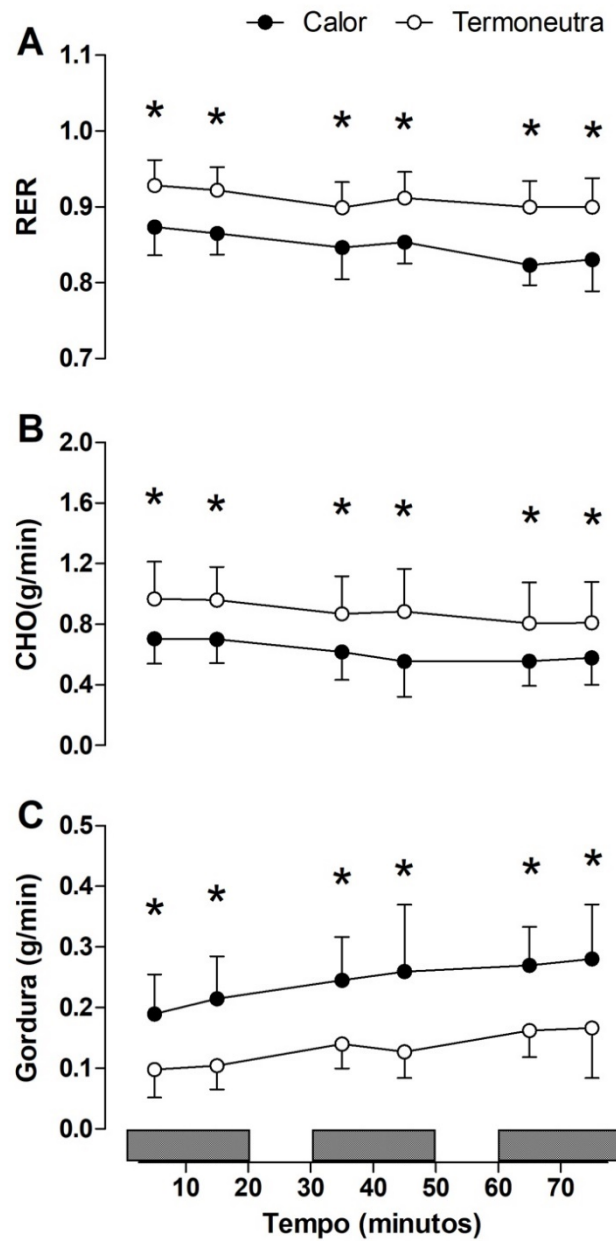 Calor Termoneutra
A
1.1
* * * * * *
1.0
0.9
0.8
0.7
RER
B
2.0
1.6
* * * * * *
1.2
0.8
0.4
0.0
CHO(g/min)
C
0.5
* * * * * *
0.4
0.3
0.2
0.1
0.0
Gordura (g/min)
10 20 30 40 50 60 70
Tempo (minutos)